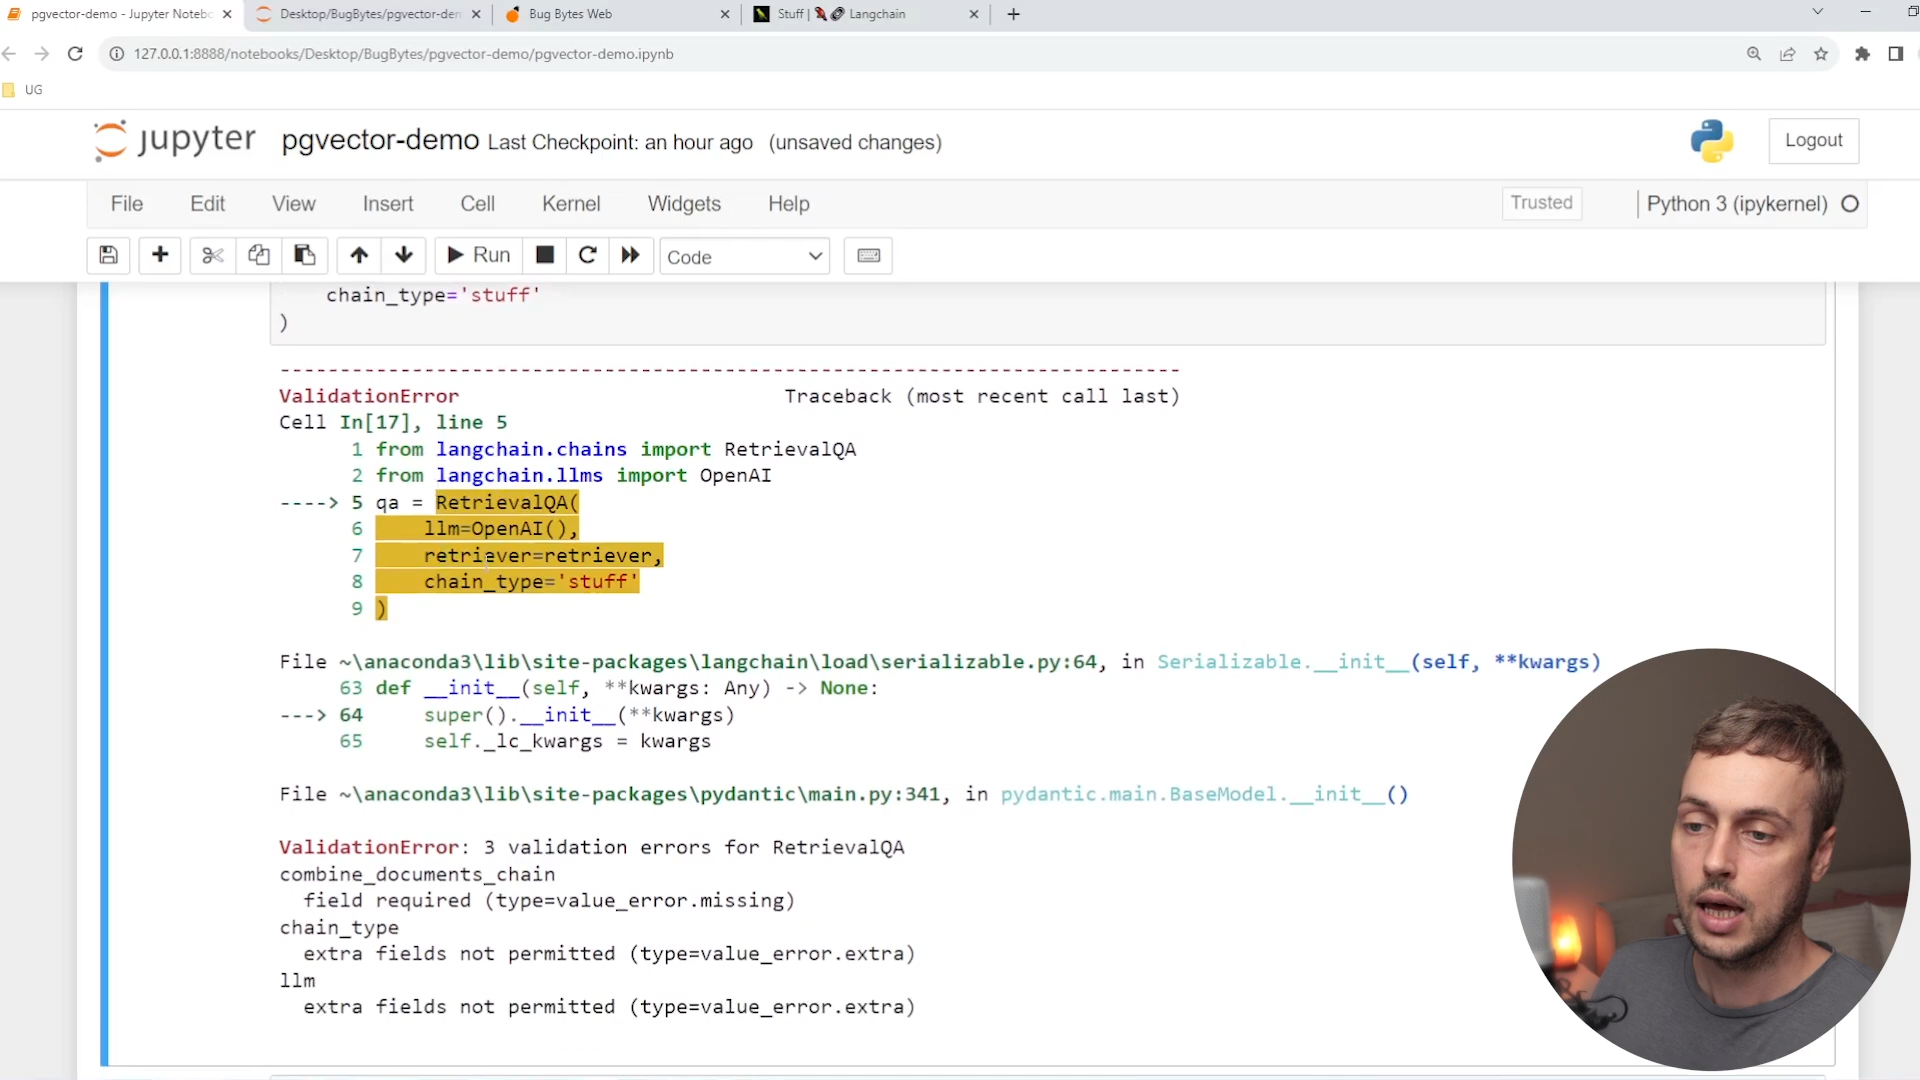 pgvector-demo - Jupyter Notebo
Desktop/BugBytes/pgvector-den
Bug Bytes Web
Stuff | 🦜️🔗 Langchain
127.0.0.1:8888/notebooks/Desktop/BugBytes/pgvector-demo/pgvector-demo.ipynb
UG
jupyter
pgvector-demo Last Checkpoint: an hour ago (unsaved changes)
Logout
File Edit View Insert Cell Kernel Widgets Help
Trusted
Python 3 (ipykernel)
Run
Code
chain_type='stuff'
)
---------------------------------------------------------------------------
ValidationError Traceback (most recent call last)
Cell In[17], line 5
1 from langchain.chains import RetrievalQA
2 from langchain.llms import OpenAI
----> 5 qa = RetrievalQA(
6 llm=OpenAI(),
7 retriever=retriever,
8 chain_type='stuff'
9 )
File ~\anaconda3\lib\site-packages\langchain\load\serializable.py:64, in Serializable.__init__(self, **kwargs)
63 def __init__(self, **kwargs: Any) -> None:
---> 64 super().__init__(**kwargs)
65 self._lc_kwargs = kwargs
File ~\anaconda3\lib\site-packages\pydantic\main.py:341, in pydantic.main.BaseModel.__init__()
ValidationError: 3 validation errors for RetrievalQA
combine_documents_chain
field required (type=value_error.missing)
chain_type
extra fields not permitted (type=value_error.extra)
llm
extra fields not permitted (type=value_error.extra)